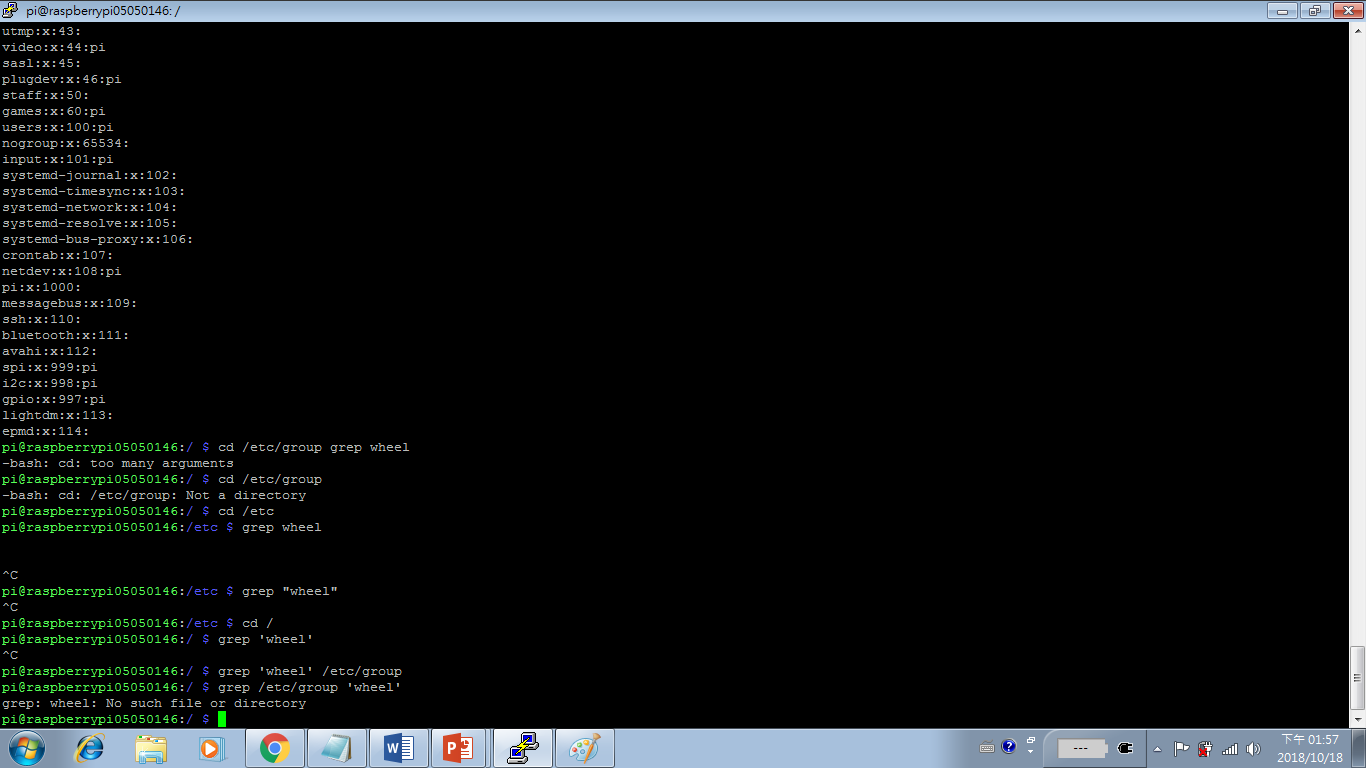 pi@raspberrypi05050146: /
utmp:x:43:
video:x:44:pi
sasl:x:45:
plugdev:x:46:pi
staff:x:50:
games:x:60:pi
users:x:100:pi
nogroup:x:65534:
input:x:101:pi
systemd-journal:x:102:
systemd-timesync:x:103:
systemd-network:x:104:
systemd-resolve:x:105:
systemd-bus-proxy:x:106:
crontab:x:107:
netdev:x:108:pi
pi:x:1000:
messagebus:x:109:
ssh:x:110:
bluetooth:x:111:
avahi:x:112:
spi:x:999:pi
i2c:x:998:pi
gpio:x:997:pi
lightdm:x:113:
epmd:x:114:
pi@raspberrypi05050146:/ $ cd /etc/group grep wheel
-bash: cd: too many arguments
pi@raspberrypi05050146:/ $ cd /etc/group
-bash: cd: /etc/group: Not a directory
pi@raspberrypi05050146:/ $ cd /etc
pi@raspberrypi05050146:/etc $ grep wheel
^C
pi@raspberrypi05050146:/etc $ grep "wheel"
^C
pi@raspberrypi05050146:/etc $ cd /
pi@raspberrypi05050146:/ $ grep 'wheel'
^C
pi@raspberrypi05050146:/ $ grep 'wheel' /etc/group
pi@raspberrypi05050146:/ $ grep /etc/group 'wheel'
grep: wheel: No such file or directory
pi@raspberrypi05050146:/ $
---
下午 01:57
2018/10/18